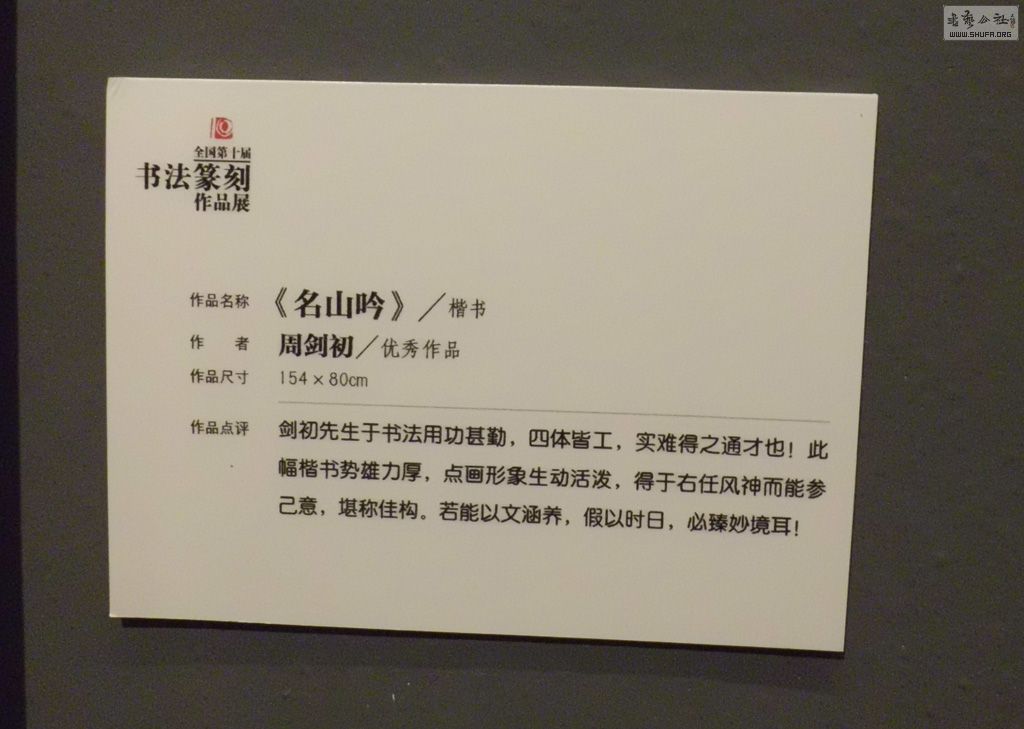 书法公社
WWW.SHUFA.ORG
全国第十届
书法篆刻
作品展
作品名称 《名山吟》／楷书
作 者 周剑初／优秀作品
作品尺寸 154×80cm
作品点评 剑初先生于书法用功甚勤，四体皆工，实难得之通才也！此
幅楷书势雄力厚，点画形象生动活泼，得于右任风神而能参
己意，堪称佳构。若能以文涵养，假以时日，必臻妙境耳！